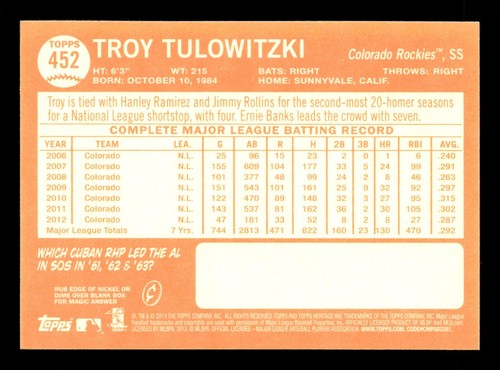 TOPPS
452
TROY TULOWITZKI
Colorado Rockies™, SS
HT: 6'3" WT: 215 BATS: RIGHT THROWS: RIGHT
BORN: OCTOBER 10, 1984 HOME: SUNNYVALE, CALIF.
Troy is tied with Hanley Ramirez and Jimmy Rollins for the second-most 20-homer seasons
for a National League shortstop, with four. Ernie Banks leads the crowd with seven.
COMPLETE MAJOR LEAGUE BATTING RECORD
YEAR TEAM LEA. G AB R H 2B 3B HR RBI AVG.
2006 Colorado N.L. 25 96 15 23 2 0 1 6 .240
2007 Colorado N.L. 155 609 104 177 33 5 24 99 .291
2008 Colorado N.L. 101 377 48 99 24 2 8 46 .263
2009 Colorado N.L. 151 543 101 161 25 9 32 92 .297
2010 Colorado N.L. 122 470 89 148 32 3 27 95 .315
2011 Colorado N.L. 143 537 81 162 36 2 30 105 .302
2012 Colorado N.L. 47 181 33 52 8 2 8 27 .287
Major League Totals 7 Yrs. 744 2813 471 822 160 23 130 470 .292
WHICH CUBAN RHP LED THE AL
IN SOS IN '61, '62 & '63?
RUB EDGE OF NICKEL OR
DIME OVER BLANK BOX
FOR MAGIC ANSWER
TOPPS